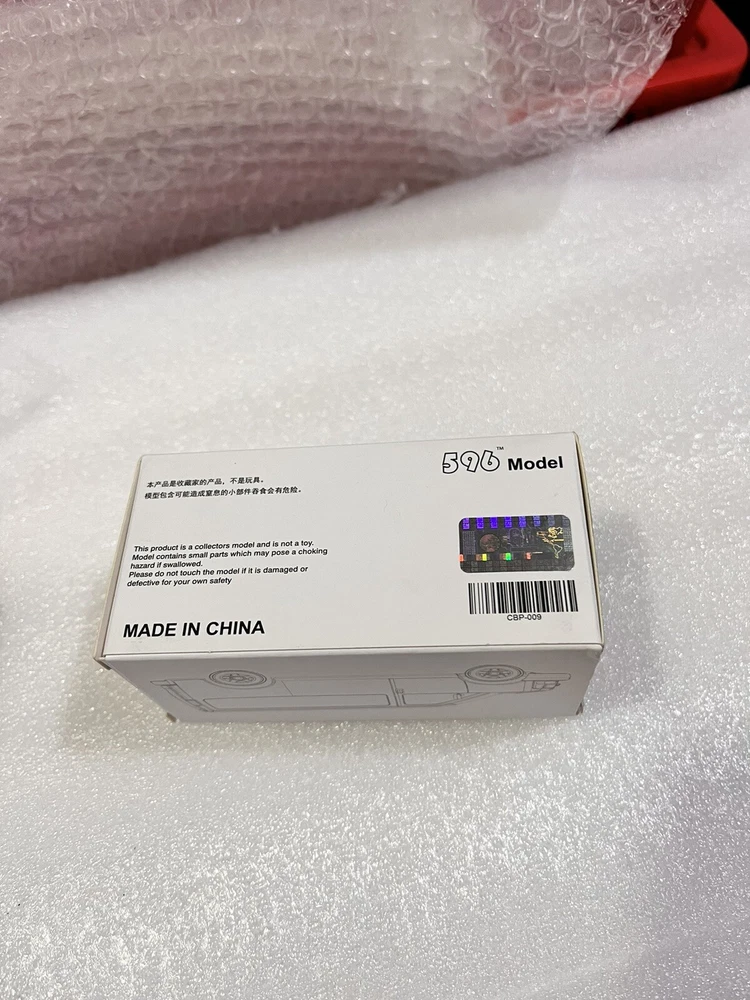 596™ Model
本产品是收藏家的产品，不是玩具。
模型包含可能造成窒息的小部件吞食会有危险。
This product is a collectors model and is not a toy.
Model contains small parts which may pose a choking
hazard if swallowed.
Please do not touch the model if it is damaged or
defective for your own safety
CBP-009
MADE IN CHINA